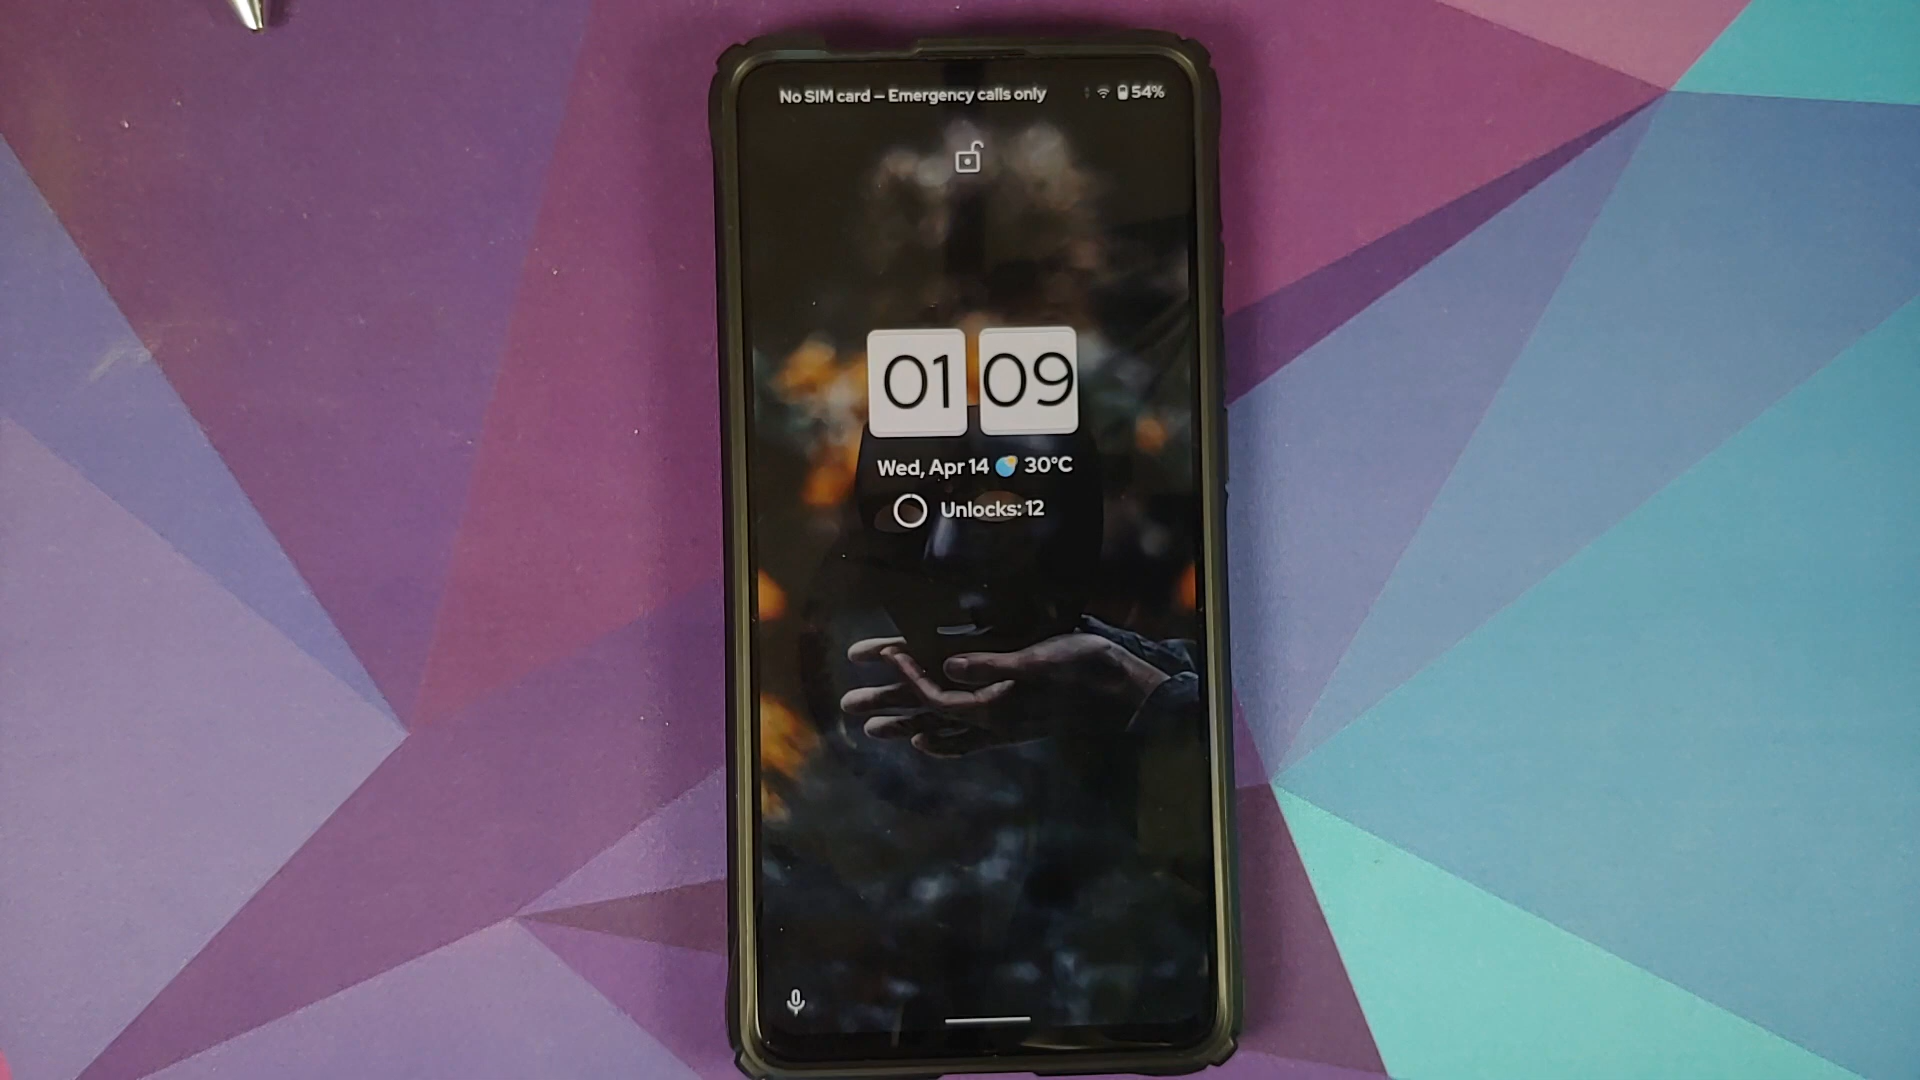 No SIM card — Emergency calls only 54%
01 09
Wed, Apr 14 30°C
Unlocks: 12